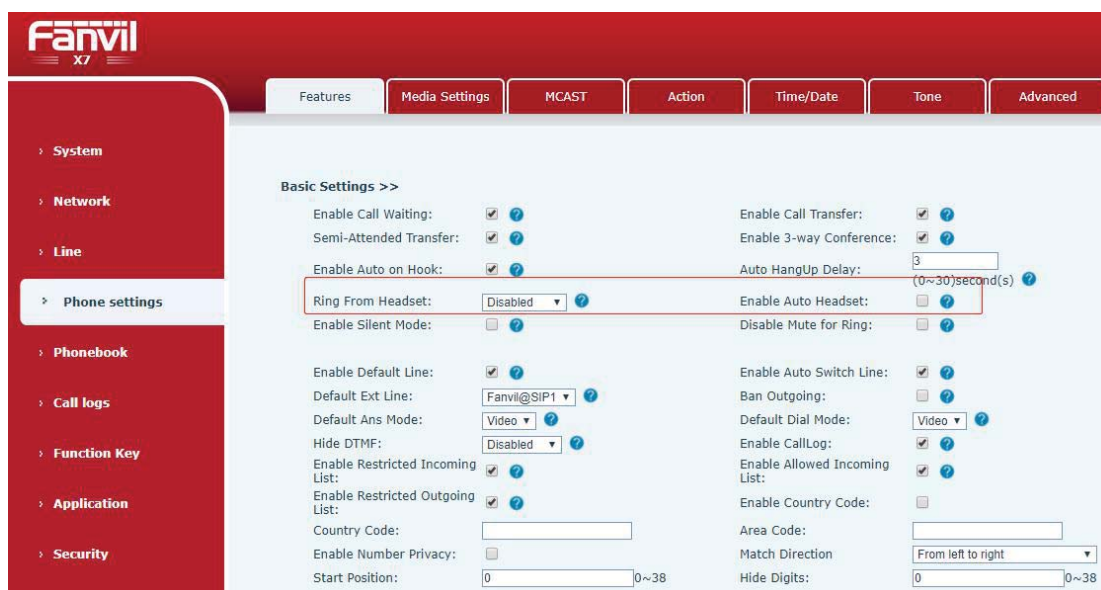 Fanvil
X7
Features Media Settings MCAST Action Time/Date Tone Advanced
› System
› Network
› Line
› Phone settings
› Phonebook
› Call logs
› Function Key
› Application
› Security
Basic Settings >>
Enable Call Waiting: Enable Call Transfer:
Semi-Attended Transfer: Enable 3-way Conference:
Enable Auto on Hook: Auto HangUp Delay: 3
(0~30)second(s)
Ring From Headset: Disabled Enable Auto Headset:
Enable Silent Mode: Disable Mute for Ring:
Enable Default Line: Enable Auto Switch Line:
Default Ext Line: Fanvil@SIP1 Ban Outgoing:
Default Ans Mode: Video Default Dial Mode: Video
Hide DTMF: Disabled Enable CallLog:
Enable Restricted Incoming List: Enable Allowed Incoming List:
Enable Restricted Outgoing List: Enable Country Code:
Country Code: Area Code:
Enable Number Privacy: Match Direction From left to right
Start Position: 0 0~38 Hide Digits: 0 0~38